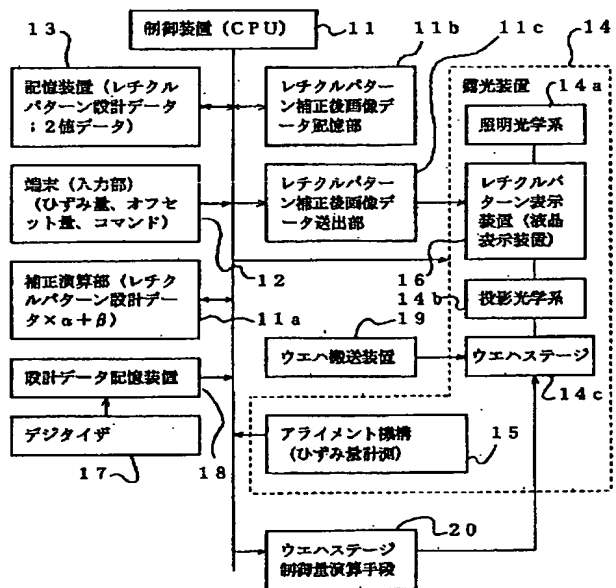 制御装置(CPU)
11
13
記憶装置(レチクル
パターン設計データ
;2値データ)
11b
レチクルパター
ン補正後画像デ
ータ記憶部
11c
レチクルパター
ン補正後画像デ
ータ送出部
14
露光装置
14a
照明光学系
レチクルパ
ターン表示
装置(液晶
表示装置)
16
14b
投影光学系
端末(入力部)
(ひずみ量、オフ
セット量、コマンド)
12
補正演算部(レチク
ルパターン設計デー
タ×α+β)
11a
19
ウエハ搬送装置
ウエハステージ
14c
設計データ記憶装置
18
デジタイザ
17
アライメント機構
(ひずみ量計測)
15
20
ウエハステージ
制御量演算手段